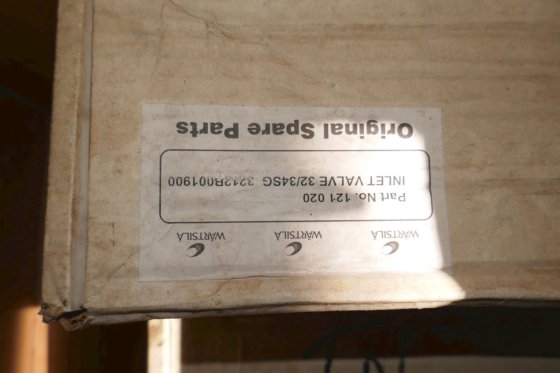 WÄRTSILÄ WÄRTSILÄ WÄRTSILÄ
Part No. 121 020
INLET VALVE 32/34SG 3212R001900
Original Spare Parts